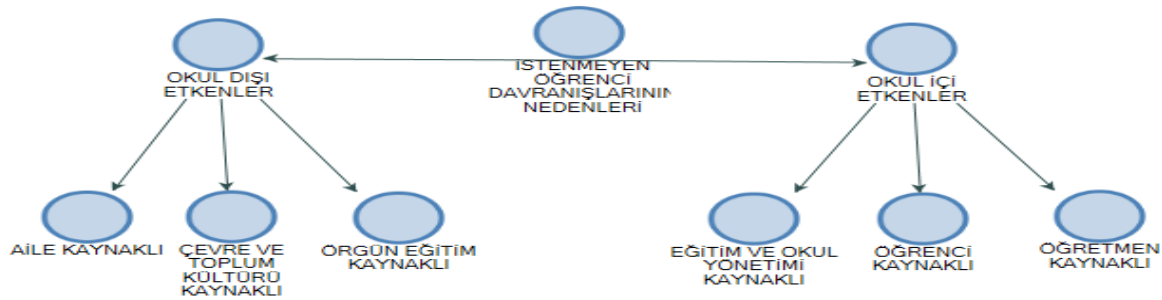 İSTENMEYEN
ÖĞRENCİ
DAVRANIŞLARININ
NEDENLERİ
OKUL DIŞI
ETKENLER
OKUL İÇİ
ETKENLER
AİLE KAYNAKLI
ÇEVRE VE
TOPLUM
KÜLTÜRÜ
KAYNAKLI
ÖRGÜN EĞİTİM
KAYNAKLI
EĞİTİM VE OKUL
YÖNETİMİ
KAYNAKLI
ÖĞRENCİ
KAYNAKLI
ÖĞRETMEN
KAYNAKLI